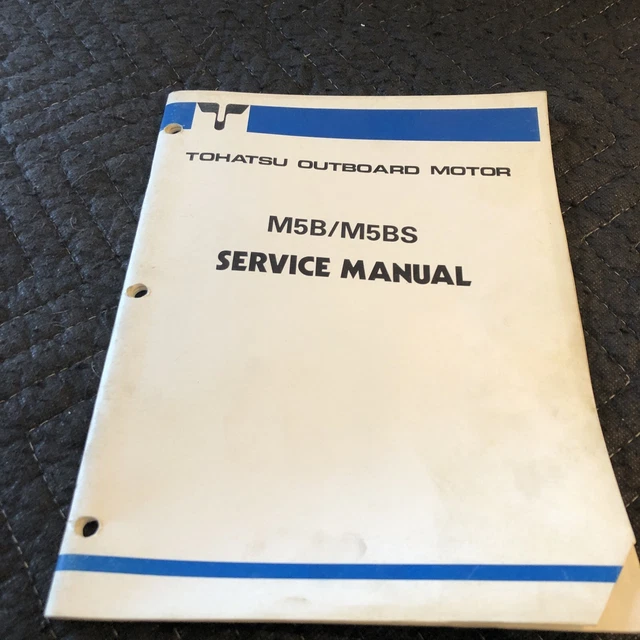 TOHATSU OUTBOARD MOTOR
M5B/M5BS
SERVICE MANUAL